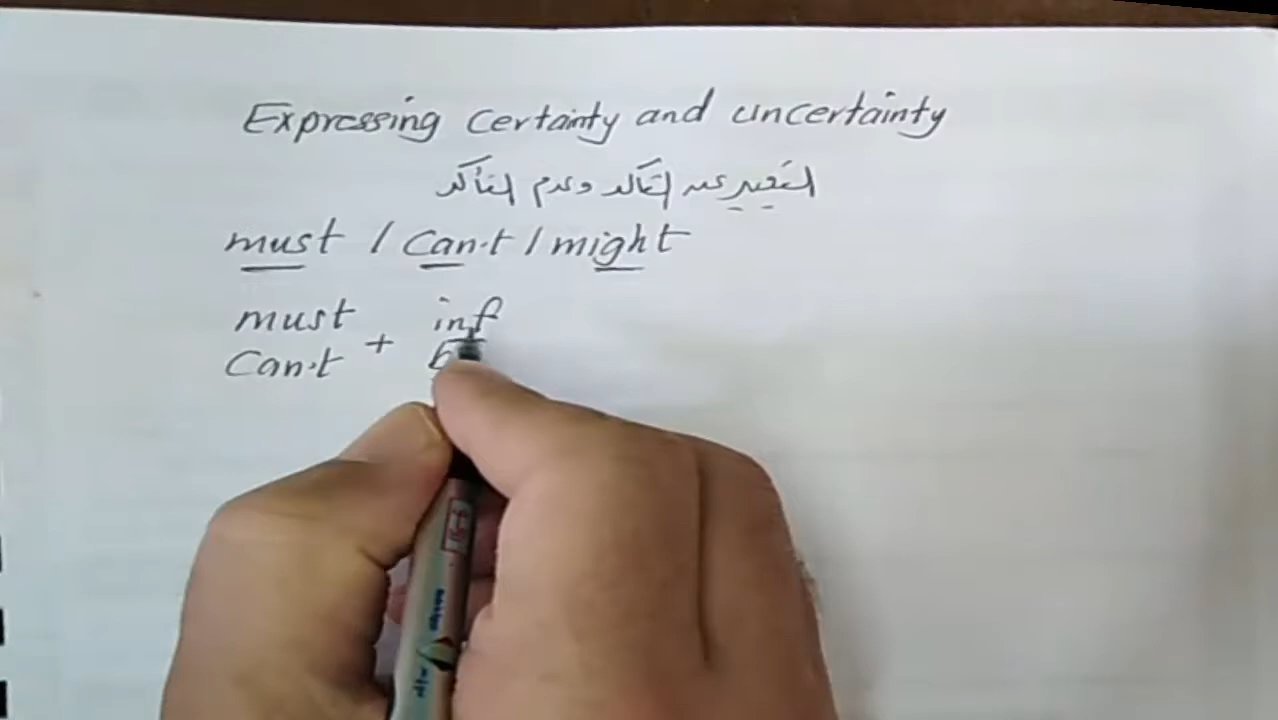 Expressing certainty and uncertainty
التعبير عن التأكد وعدم التأكد
must / can't / might
must + inf
can't